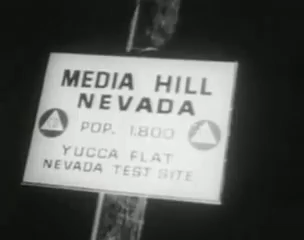 MEDIA HILL
NEVADA
POP. 1,800
YUCCA FLAT
NEVADA TEST SITE